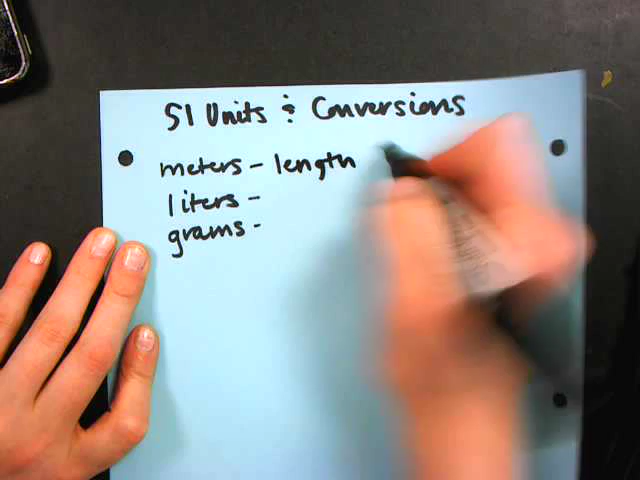 SI Units & Conversions
meters - length
liters -
grams -